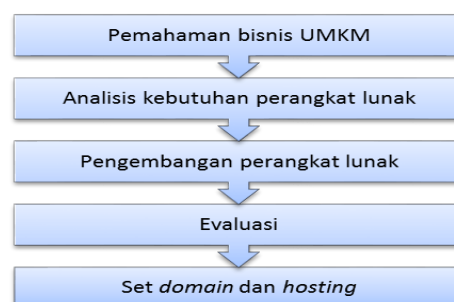 Pemahaman bisnis UMKM
Analisis kebutuhan perangkat lunak
Pengembangan perangkat lunak
Evaluasi
Set domain dan hosting